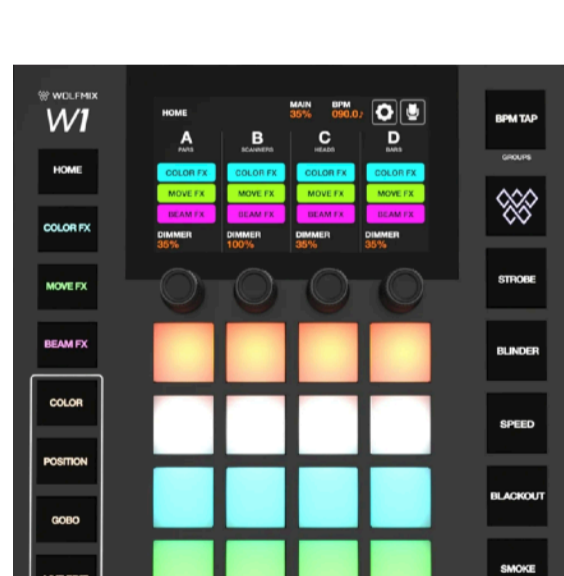 WOLFMIX
W1
HOME
COLOR FX
MOVE FX
BEAM FX
COLOR
POSITION
GOBO
HOME
MAIN
35%
BPM
090.0
A
PARS
B
SCANNERS
C
HEADS
D
BARS
COLOR FX COLOR FX COLOR FX COLOR FX
MOVE FX MOVE FX MOVE FX MOVE FX
BEAM FX BEAM FX BEAM FX BEAM FX
DIMMER DIMMER DIMMER DIMMER
35% 100% 35% 35%
BPM TAP
GROUPS
STROBE
BLINDER
SPEED
BLACKOUT
SMOKE